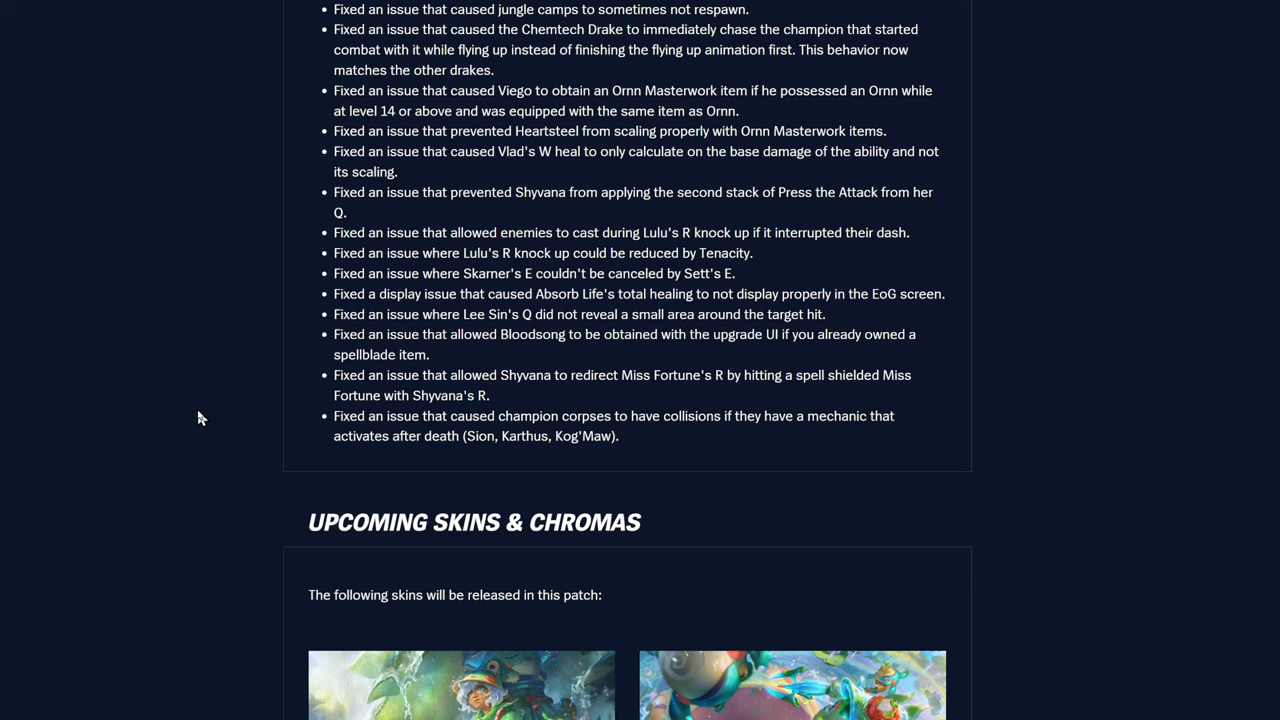 Fixed an issue that caused jungle camps to sometimes not respawn.
Fixed an issue that caused the Chemtech Drake to immediately chase the champion that started
combat with it while flying up instead of finishing the flying up animation first. This behavior now
matches the other drakes.
Fixed an issue that caused Viego to obtain an Ornn Masterwork item if he possessed an Ornn while
at level 14 or above and was equipped with the same item as Ornn.
Fixed an issue that prevented Heartsteel from scaling properly with Ornn Masterwork items.
Fixed an issue that caused Vlad's W heal to only calculate on the base damage of the ability and not
its scaling.
Fixed an issue that prevented Shyvana from applying the second stack of Press the Attack from her
Q.
Fixed an issue that allowed enemies to cast during Lulu's R knock up if it interrupted their dash.
Fixed an issue where Lulu's R knock up could be reduced by Tenacity.
Fixed an issue where Skarner's E couldn't be canceled by Sett's E.
Fixed a display issue that caused Absorb Life's total healing to not display properly in the EoG screen.
Fixed an issue where Lee Sin's Q did not reveal a small area around the target hit.
Fixed an issue that allowed Bloodsong to be obtained with the upgrade UI if you already owned a
spellblade item.
Fixed an issue that allowed Shyvana to redirect Miss Fortune's R by hitting a spell shielded Miss
Fortune with Shyvana's R.
Fixed an issue that caused champion corpses to have collisions if they have a mechanic that
activates after death (Sion, Karthus, Kog'Maw).
UPCOMING SKINS & CHROMAS
The following skins will be released in this patch: